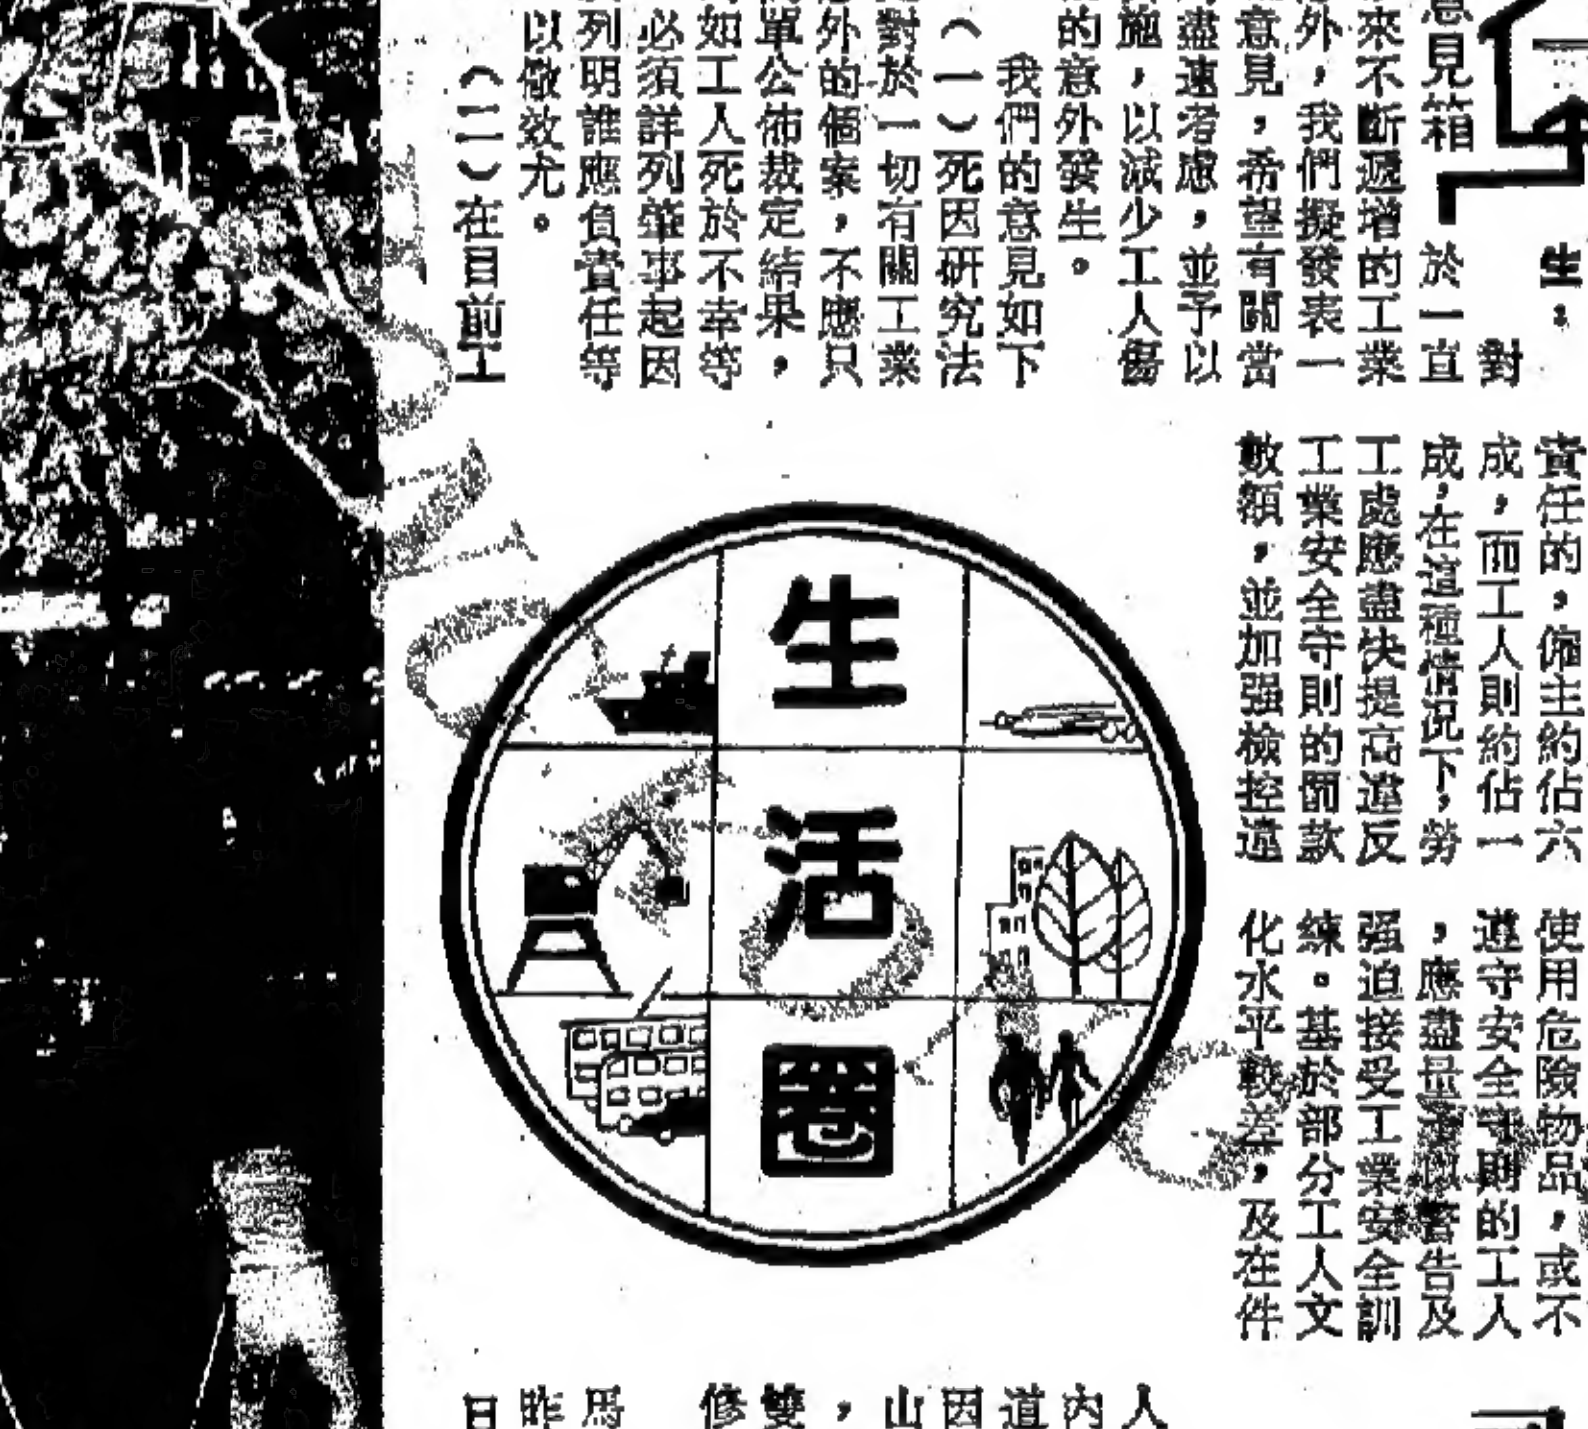 意見箱
生：
對
於一直
來不斷遞增的工業
外，我們擬發表一
意見，希望有關當
盡速考慮，並予以
施，以減少工人傷
的意外發生。
我們的意見如下
（一）死因研究法
對於一切有關工業
外的個案，不應只
單公佈裁定結果，
如工人死於不幸等
必須詳列肇事起因
列明誰應負責任等
以儆效尤。
（二）在目前工
責任的，僱主約佔六
成，而工人則約佔一
成，在這種情況下，勞
工處應盡快提高違反
工業安全守則的罰款
數額，並加强檢控違
使用危險物品，或不
遵守安全守則的工人
，應盡量予以警告及
强迫接受工業安全訓
練。基於部分工人文
化水平較差，及在件
生活圈
人
內
道
因
山
，
雙
修
馬
昨
日